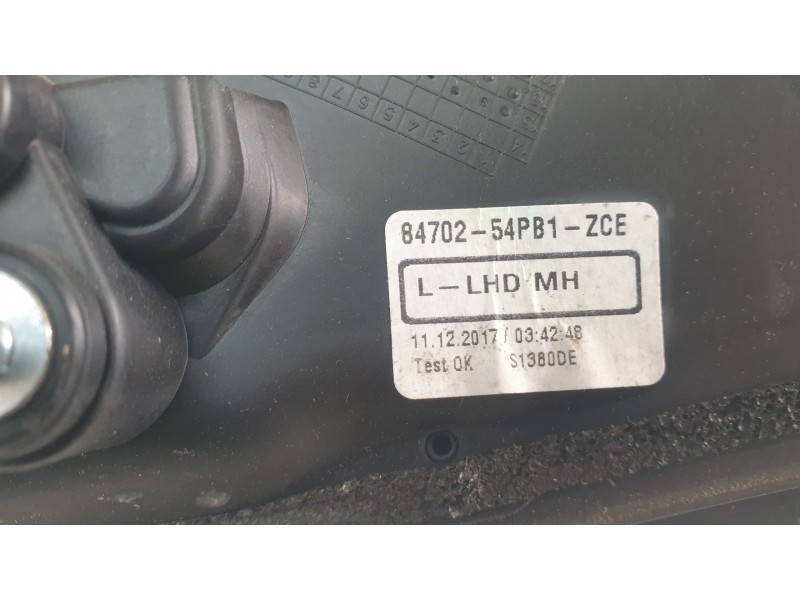 84702-54PB1-ZCE
L-LHD MH
11.12.2017/ 03:42:48
Test OK S1380DE